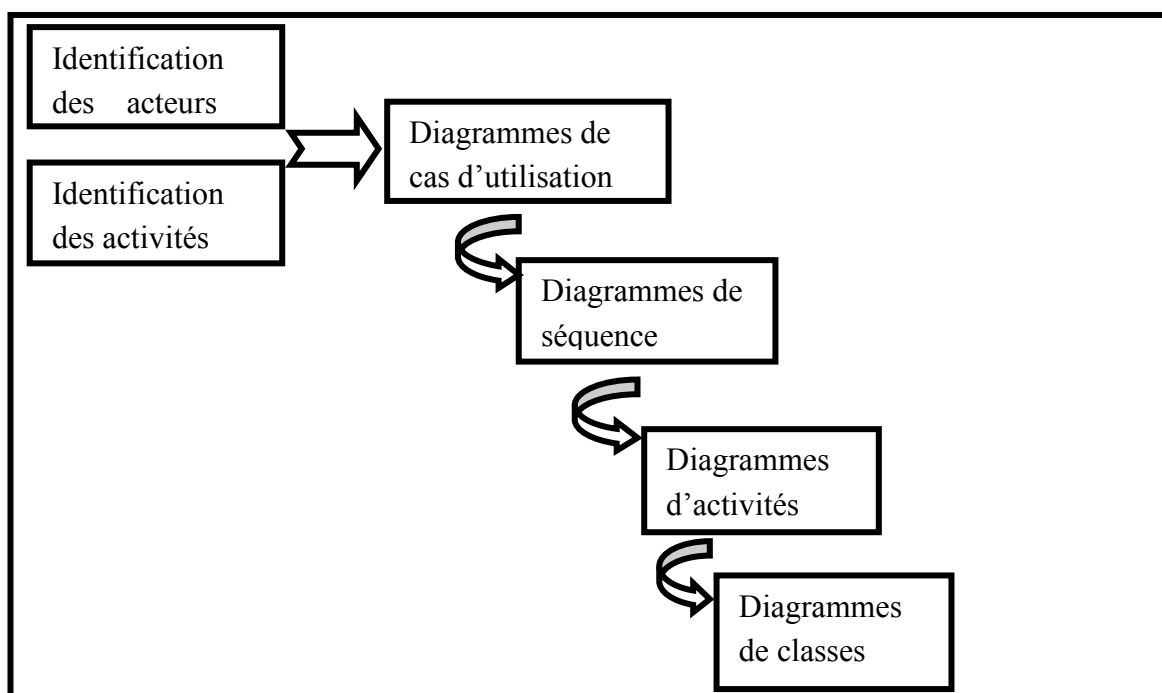 Identification
des acteurs
Identification
des activités
Diagrammes de
cas d’utilisation
Diagrammes de
séquence
Diagrammes
d’activités
Diagrammes
de classes